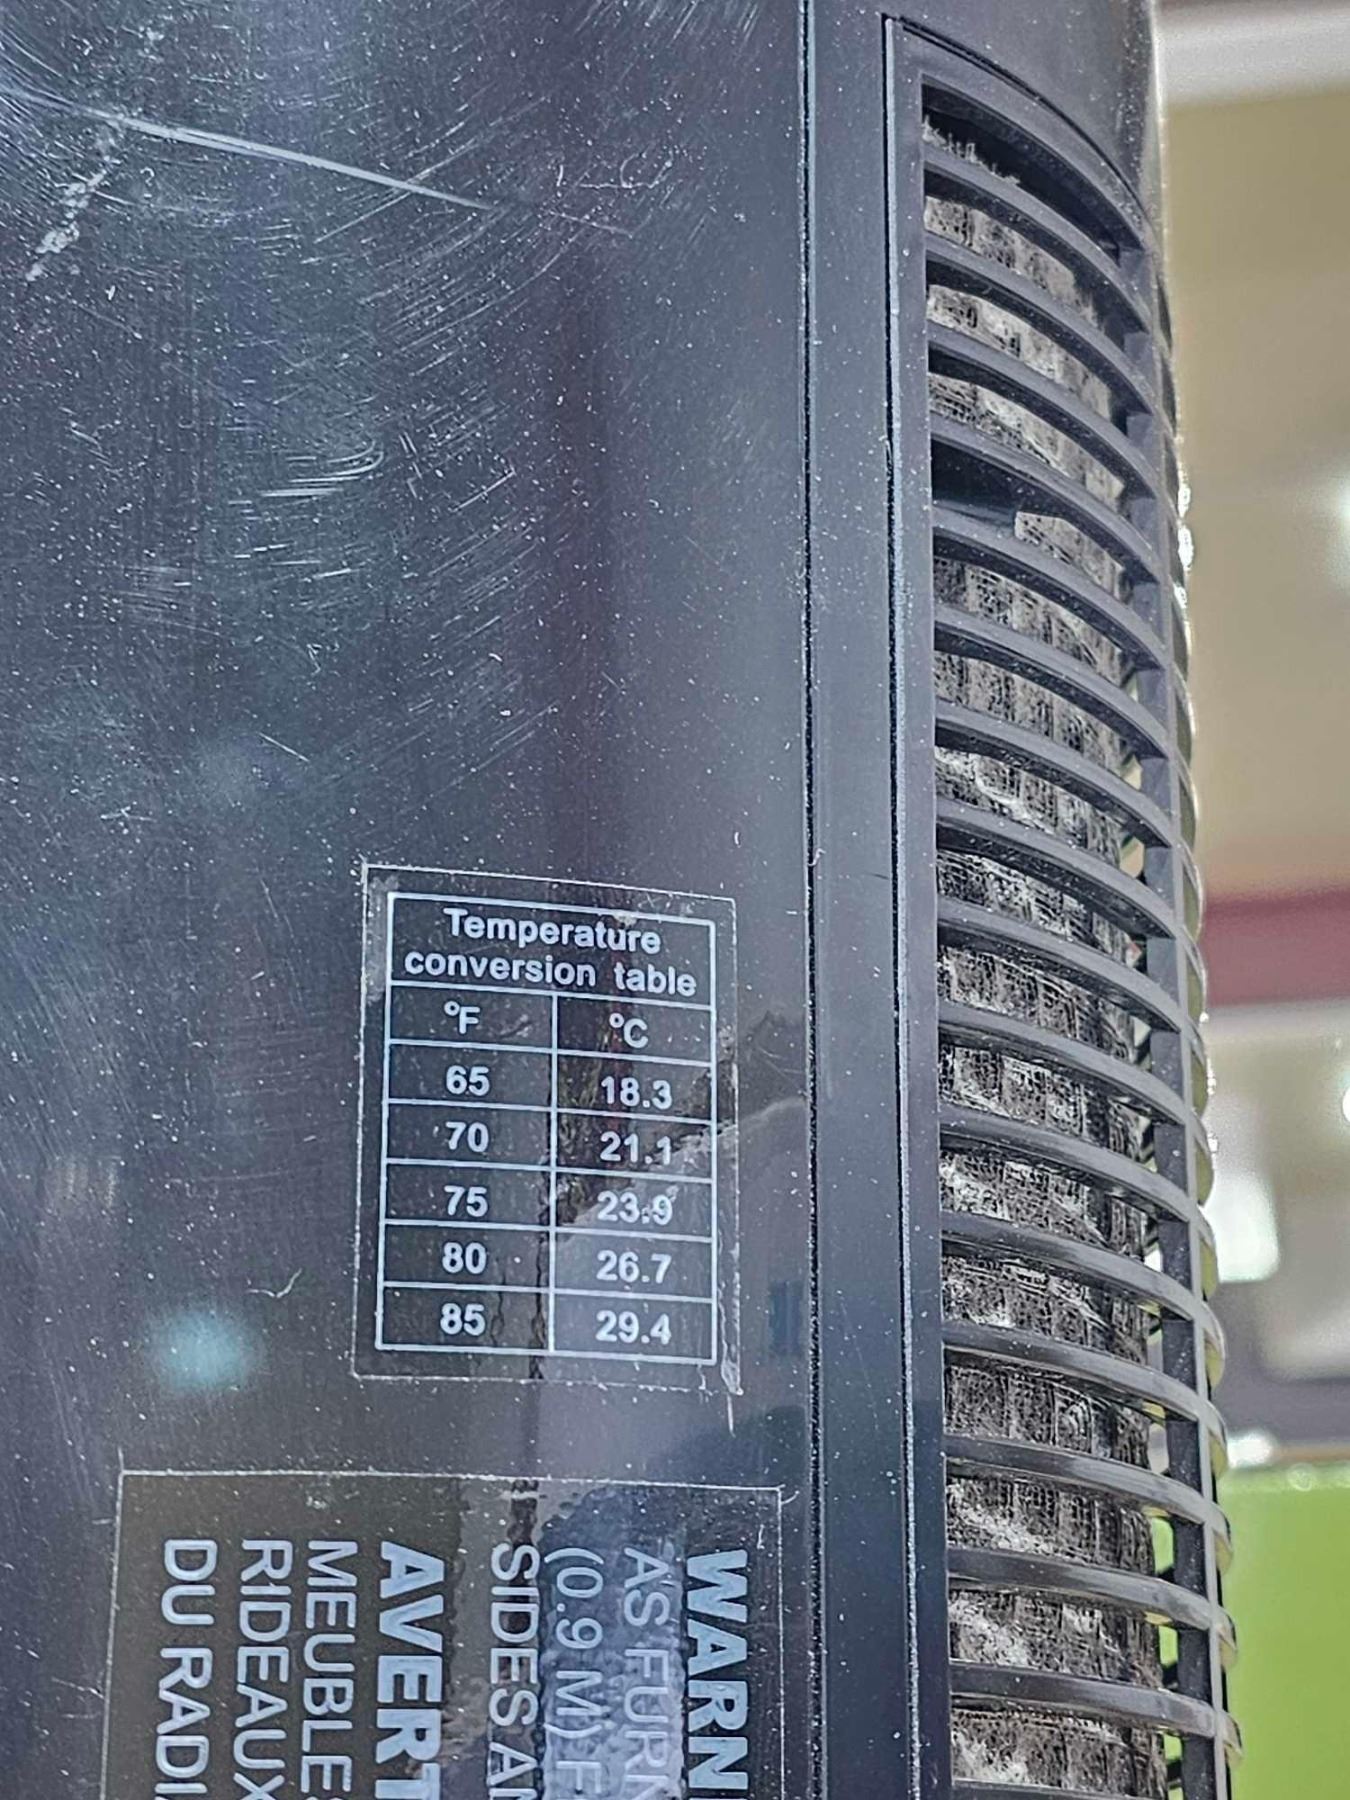 Temperature
conversion table
°F °C
65 18.3
70 21.1
75 23.9
80 26.7
85 29.4
WARN
AS FURN
(0.9 M) F
SIDES AN
AVERT
MEUBLES
RIDEAUX
DU RADI